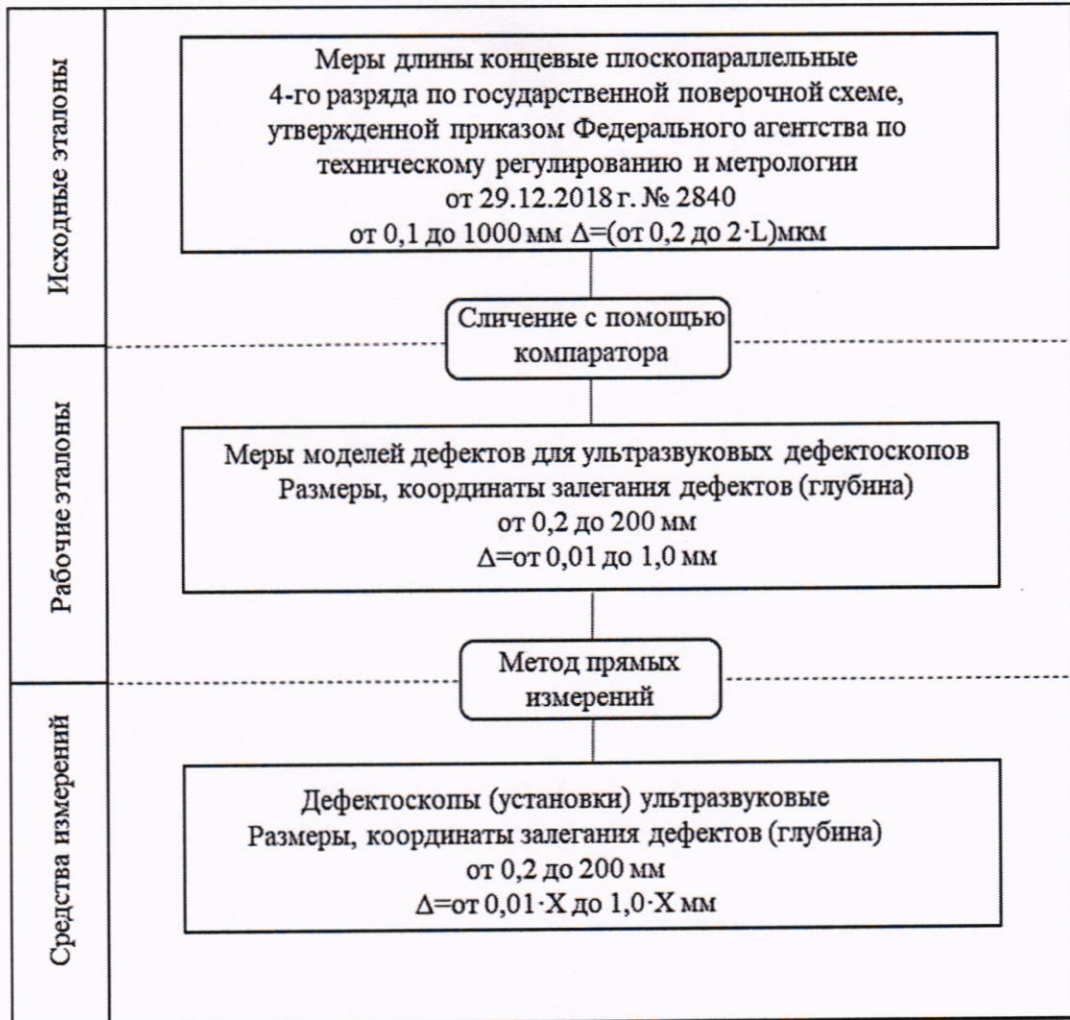 Исходные эталоны
Меры длины концевые плоскопараллельные
4-го разряда по государственной поверочной схеме,
утвержденной приказом Федерального агентства по
техническому регулированию и метрологии
от 29.12.2018 г. № 2840
от 0,1 до 1000 мм Δ=(от 0,2 до 2·L)мкм
Сличение с помощью
компаратора
Рабочие эталоны
Меры моделей дефектов для ультразвуковых дефектоскопов
Размеры, координаты залегания дефектов (глубина)
от 0,2 до 200 мм
Δ=от 0,01 до 1,0 мм
Метод прямых
измерений
Средства измерений
Дефектоскопы (установки) ультразвуковые
Размеры, координаты залегания дефектов (глубина)
от 0,2 до 200 мм
Δ=от 0,01·X до 1,0·X мм